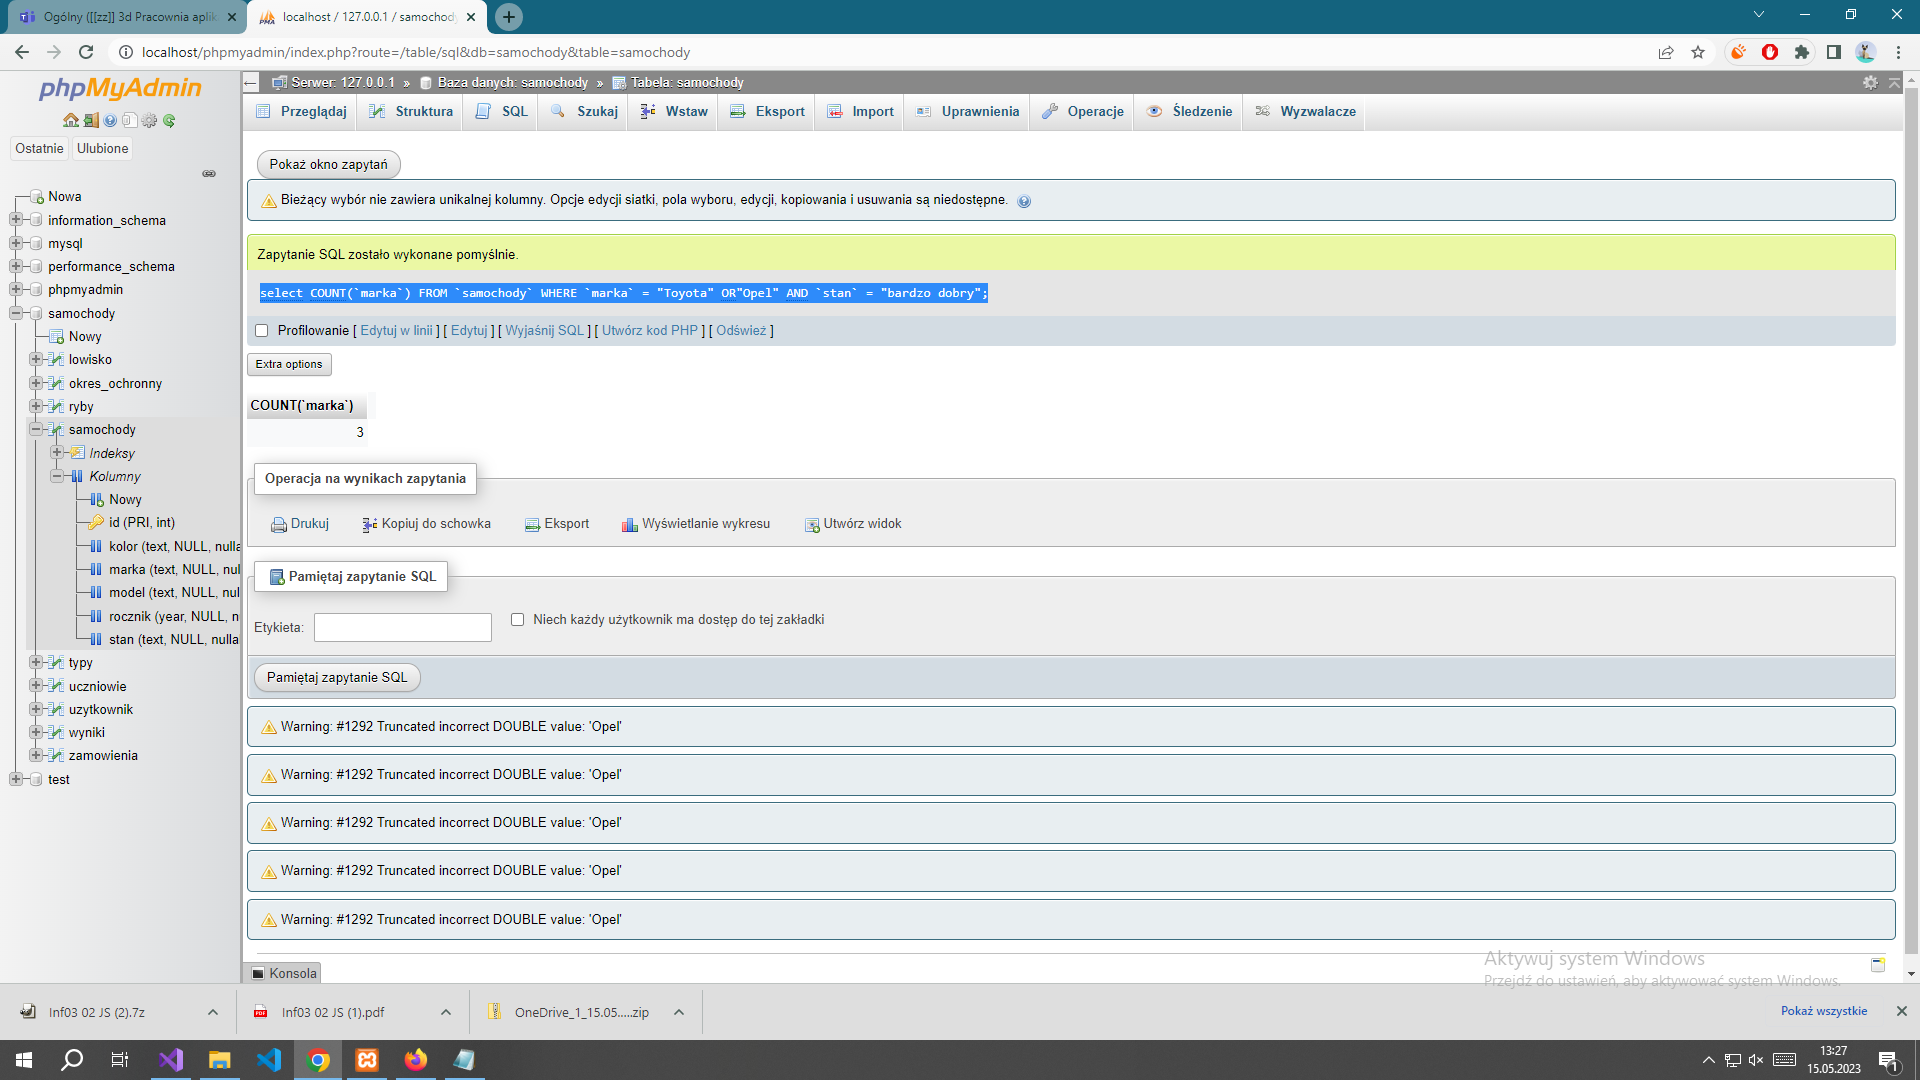 Ogólny ([[zz]] 3d Pracownia aplik
localhost / 127.0.0.1 / samochody
localhost/phpmyadmin/index.php?route=/table/sql&db=samochody&table=samochody
phpMyAdmin
Ostatnie
Ulubione
Nowa
information_schema
mysql
performance_schema
phpmyadmin
samochody
Nowy
lowisko
okres_ochronny
ryby
samochody
Indeksy
Kolumny
Nowy
id (PRI, int)
kolor (text, NULL, nulla
marka (text, NULL, nul
model (text, NULL, nul
rocznik (year, NULL, n
stan (text, NULL, nulla
typy
uczniowie
uzytkownik
wyniki
zamowienia
test
Serwer: 127.0.0.1 » Baza danych: samochody » Tabela: samochody
Przeglądaj
Struktura
SQL
Szukaj
Wstaw
Eksport
Import
Uprawnienia
Operacje
Śledzenie
Wyzwalacze
Pokaż okno zapytań
Bieżący wybór nie zawiera unikalnej kolumny. Opcje edycji siatki, pola wyboru, edycji, kopiowania i usuwania są niedostępne.
Zapytanie SQL zostało wykonane pomyślnie.
select COUNT(`marka`) FROM `samochody` WHERE `marka` = "Toyota" OR"Opel" AND `stan` = "bardzo dobry";
Profilowanie [ Edytuj w linii ] [ Edytuj ] [ Wyjaśnij SQL ] [ Utwórz kod PHP ] [ Odśwież ]
Extra options
COUNT(`marka`)
3
Operacja na wynikach zapytania
Drukuj
Kopiuj do schowka
Eksport
Wyświetlanie wykresu
Utwórz widok
Pamiętaj zapytanie SQL
Etykieta:
Niech każdy użytkownik ma dostęp do tej zakładki
Pamiętaj zapytanie SQL
Warning: #1292 Truncated incorrect DOUBLE value: 'Opel'
Warning: #1292 Truncated incorrect DOUBLE value: 'Opel'
Warning: #1292 Truncated incorrect DOUBLE value: 'Opel'
Warning: #1292 Truncated incorrect DOUBLE value: 'Opel'
Warning: #1292 Truncated incorrect DOUBLE value: 'Opel'
Konsola
Aktywuj system Windows
Przejdź do ustawień, aby aktywować system Windows.
Inf03 02 JS (2).7z
Inf03 02 JS (1).pdf
OneDrive_1_15.05.....zip
Pokaż wszystkie
13:27
15.05.2023
1